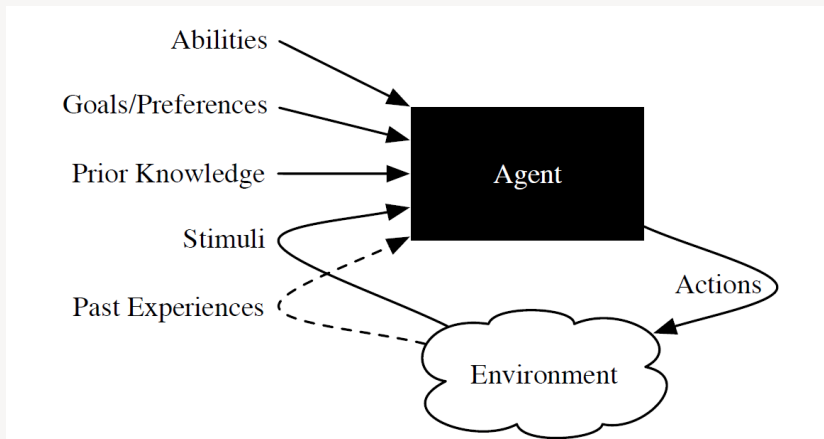 Abilities
Goals/Preferences
Prior Knowledge
Agent
Stimuli
Past Experiences
Actions
Environment